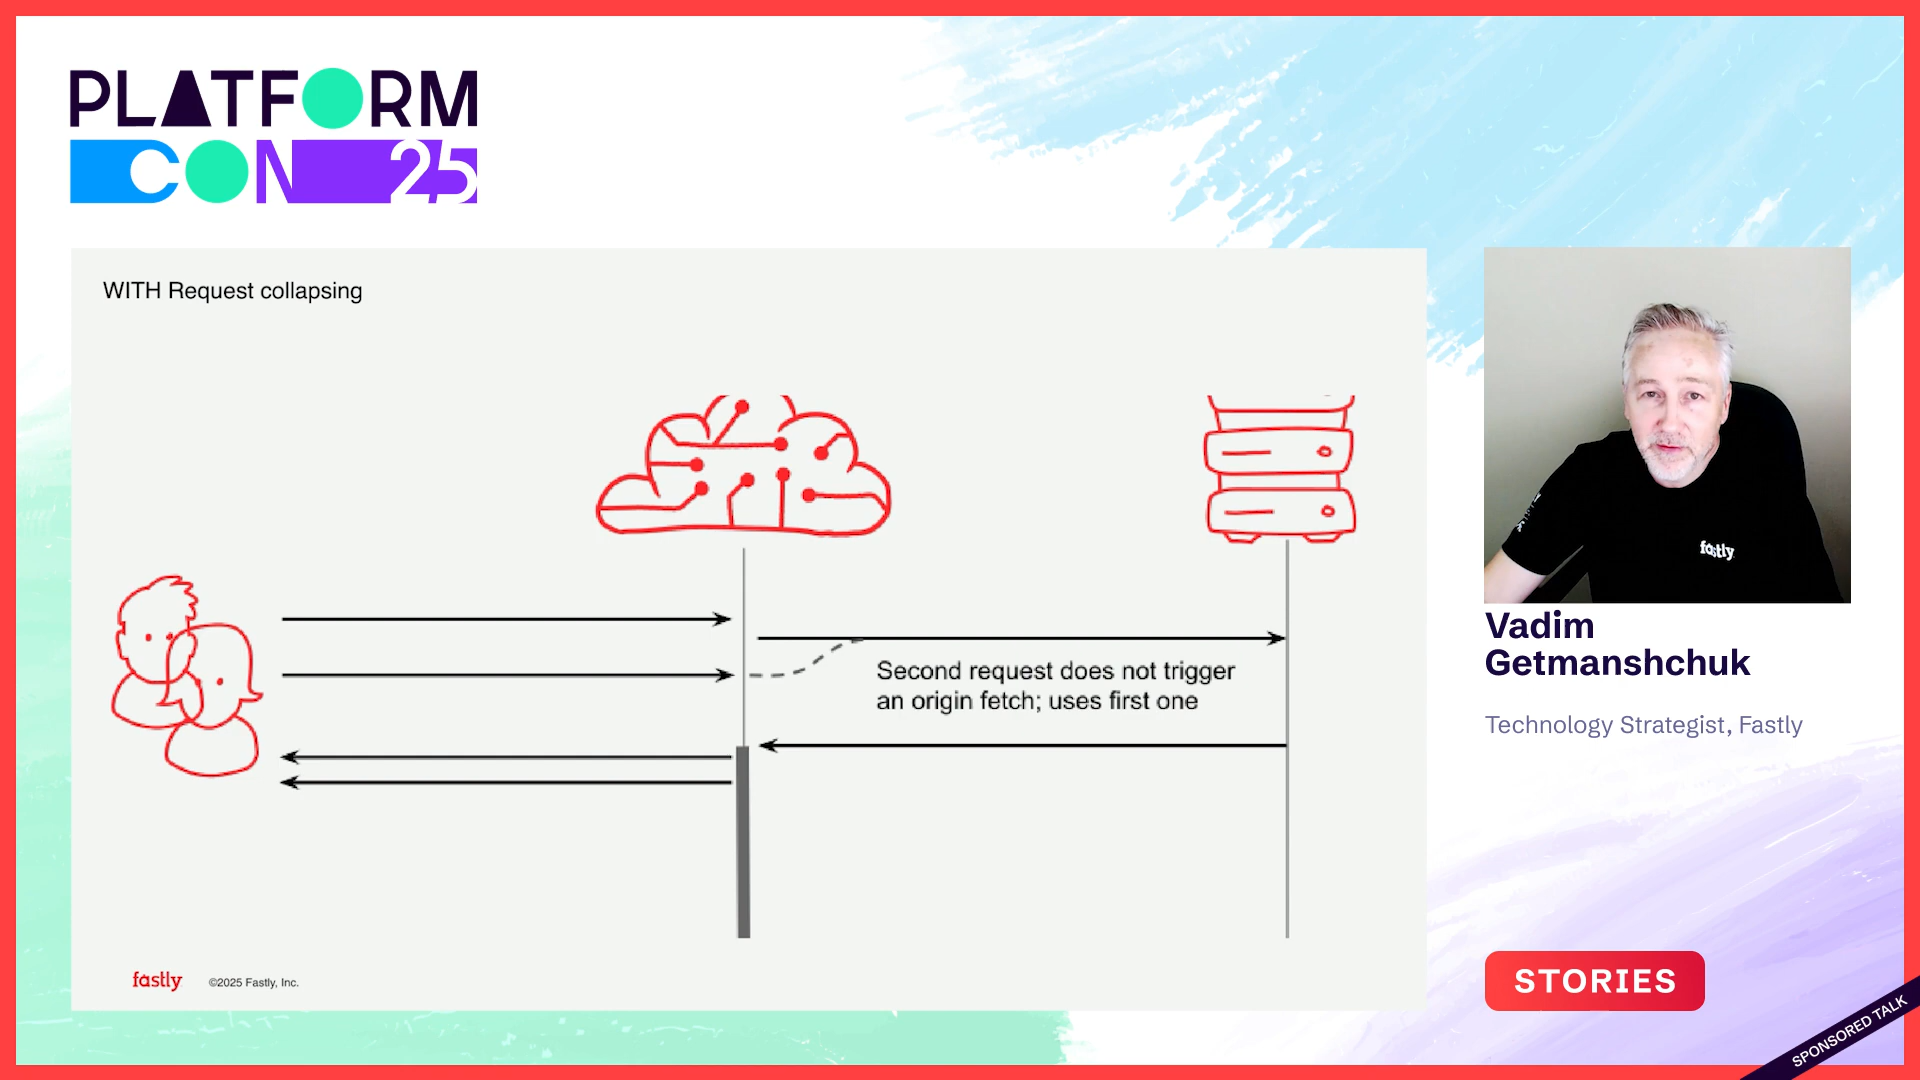 PLATFORM
CON 25
WITH Request collapsing
Second request does not trigger
an origin fetch; uses first one
fastly
©2025 Fastly, Inc.
fastly
Vadim
Getmanshchuk
Technology Strategist, Fastly
STORIES
SPONSORED TALK